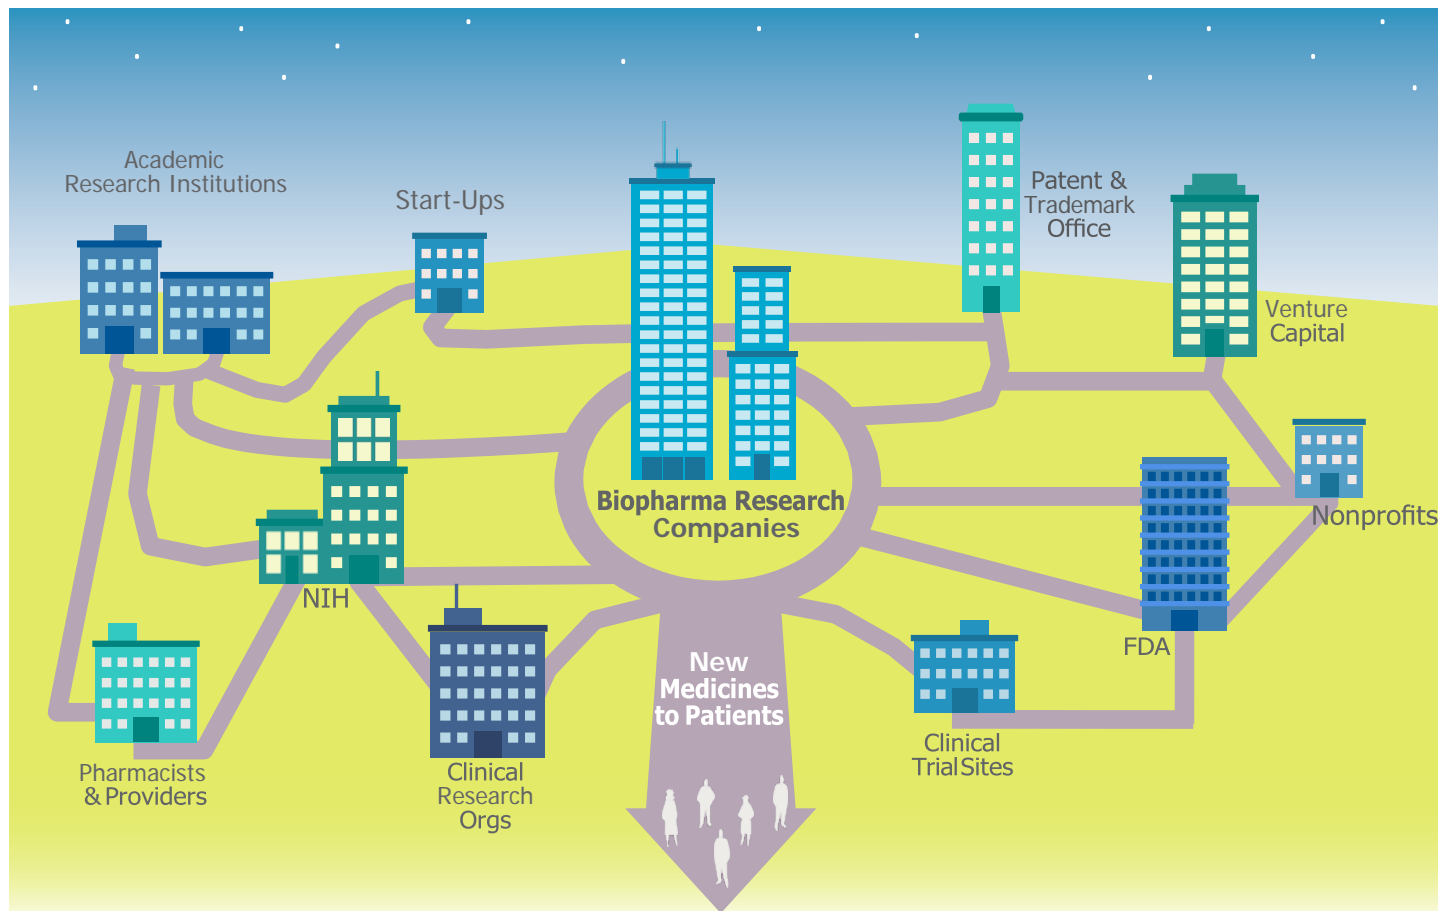 Academic
Research Institutions
Start-Ups
Patent &
Trademark
Office
Venture
Capital
Biopharma Research
Companies
Nonprofits
NIH
FDA
New
Medicines
to Patients
Pharmacists
& Providers
Clinical
Research
Orgs
Clinical
Trial Sites